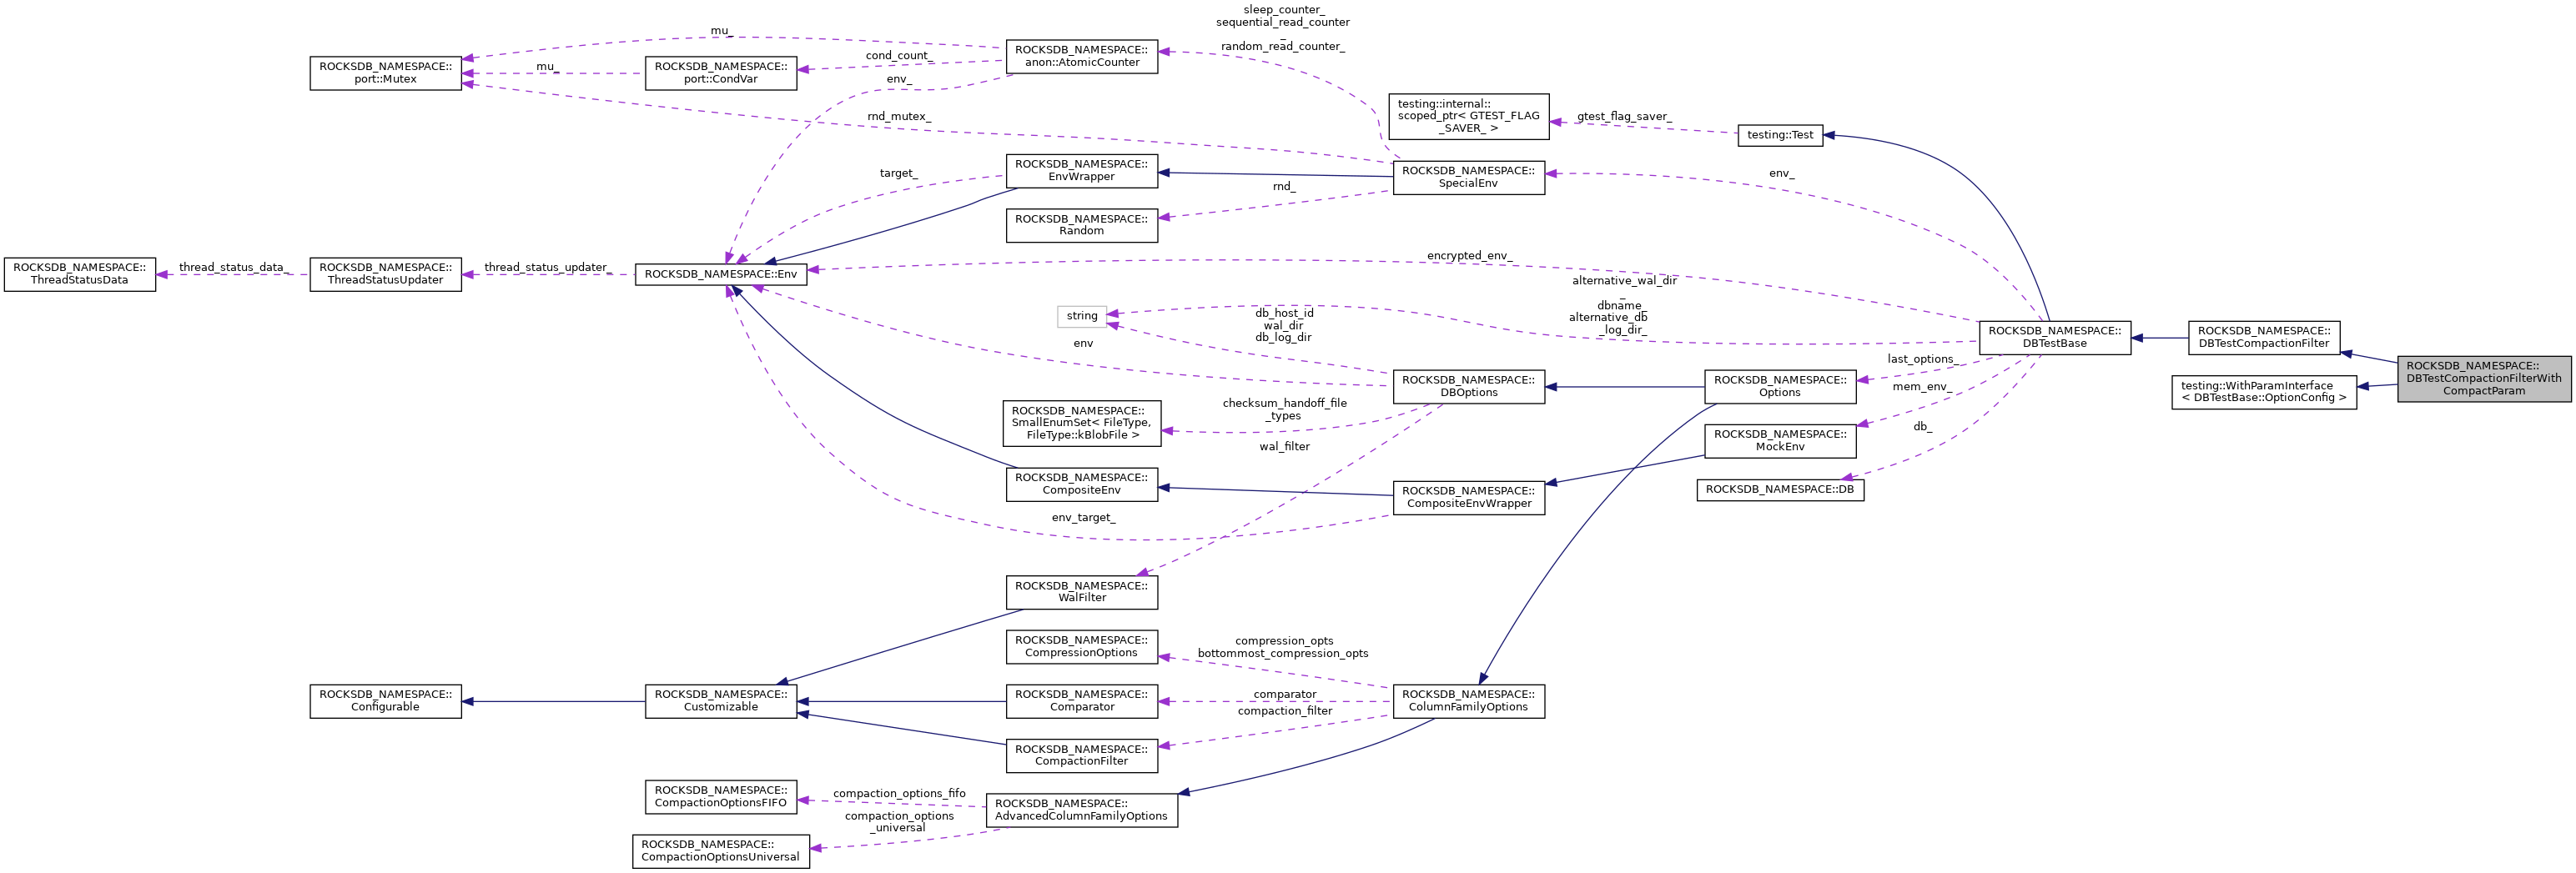 sleep_counter_
sequential_read_counter
_
random_read_counter_
mu_
ROCKSDB_NAMESPACE::
anon::AtomicCounter
cond_count_
ROCKSDB_NAMESPACE::
port::Mutex
mu_
ROCKSDB_NAMESPACE::
port::CondVar
env_
rnd_mutex_
testing::internal::
scoped_ptr< GTEST_FLAG
_SAVER_ >
gtest_flag_saver_
testing::Test
target_
ROCKSDB_NAMESPACE::
EnvWrapper
rnd_
ROCKSDB_NAMESPACE::
SpecialEnv
env_
ROCKSDB_NAMESPACE::
Random
ROCKSDB_NAMESPACE::
ThreadStatusData
thread_status_data_
ROCKSDB_NAMESPACE::
ThreadStatusUpdater
thread_status_updater_
ROCKSDB_NAMESPACE::Env
encrypted_env_
alternative_wal_dir
_
dbname_
alternative_db
_log_dir_
string
db_host_id
wal_dir
db_log_dir
env
ROCKSDB_NAMESPACE::
DBTestBase
ROCKSDB_NAMESPACE::
DBTestCompactionFilter
last_options_
mem_env_
db_
testing::WithParamInterface
< DBTestBase::OptionConfig >
ROCKSDB_NAMESPACE::
DBTestCompactionFilterWith
CompactParam
ROCKSDB_NAMESPACE::
DBOptions
ROCKSDB_NAMESPACE::
Options
checksum_handoff_file
_types
ROCKSDB_NAMESPACE::
SmallEnumSet< FileType,
FileType::kBlobFile >
wal_filter
ROCKSDB_NAMESPACE::
MockEnv
ROCKSDB_NAMESPACE::
CompositeEnv
ROCKSDB_NAMESPACE::
CompositeEnvWrapper
ROCKSDB_NAMESPACE::DB
env_target_
ROCKSDB_NAMESPACE::
WalFilter
ROCKSDB_NAMESPACE::
CompressionOptions
compression_opts
bottommost_compression_opts
ROCKSDB_NAMESPACE::
Configurable
ROCKSDB_NAMESPACE::
Customizable
ROCKSDB_NAMESPACE::
Comparator
comparator
compaction_filter
ROCKSDB_NAMESPACE::
ColumnFamilyOptions
ROCKSDB_NAMESPACE::
CompactionFilter
ROCKSDB_NAMESPACE::
CompactionOptionsFIFO
compaction_options_fifo
compaction_options
_universal
ROCKSDB_NAMESPACE::
AdvancedColumnFamilyOptions
ROCKSDB_NAMESPACE::
CompactionOptionsUniversal